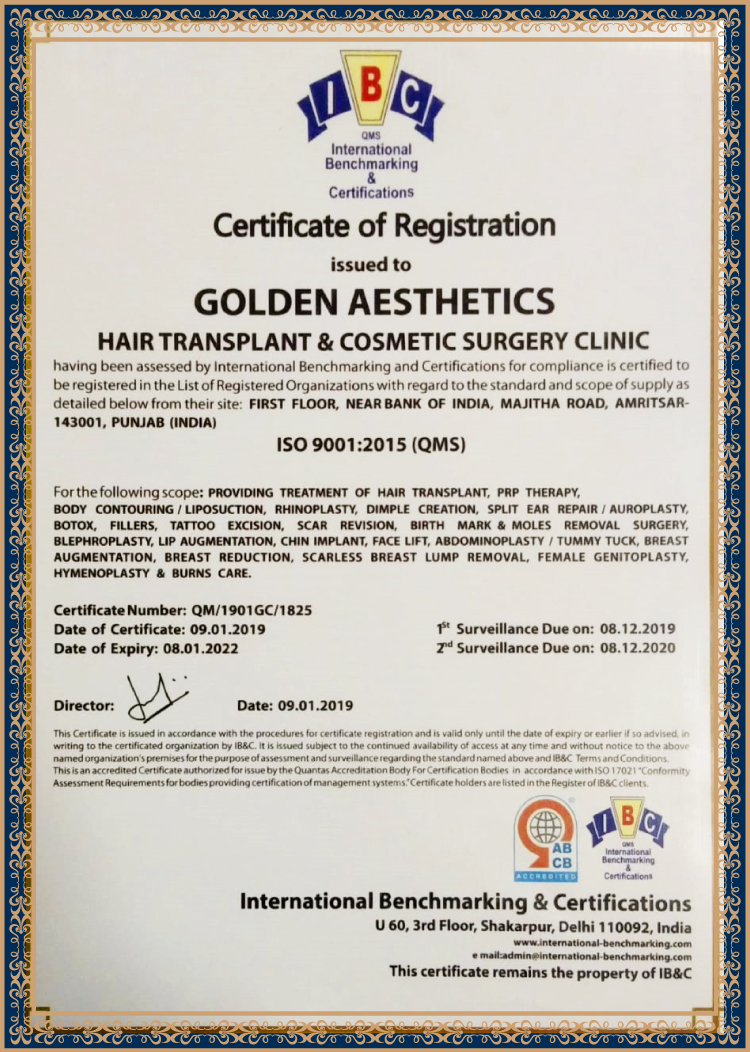 I B C
QMS
International
Benchmarking
&
Certifications
Certificate of Registration
issued to
GOLDEN AESTHETICS
HAIR TRANSPLANT & COSMETIC SURGERY CLINIC
having been assessed by International Benchmarking and Certifications for compliance is certified to
be registered in the List of Registered Organizations with regard to the standard and scope of supply as
detailed below from their site: FIRST FLOOR, NEAR BANK OF INDIA, MAJITHA ROAD, AMRITSAR-
143001, PUNJAB (INDIA)
ISO 9001:2015 (QMS)
For the following scope: PROVIDING TREATMENT OF HAIR TRANSPLANT, PRP THERAPY,
BODY CONTOURING / LIPOSUCTION, RHINOPLASTY, DIMPLE CREATION, SPLIT EAR REPAIR / AUROPLASTY,
BOTOX, FILLERS, TATTOO EXCISION, SCAR REVISION, BIRTH MARK & MOLES REMOVAL SURGERY,
BLEPHROPLASTY, LIP AUGMENTATION, CHIN IMPLANT, FACE LIFT, ABDOMINOPLASTY / TUMMY TUCK, BREAST
AUGMENTATION, BREAST REDUCTION, SCARLESS BREAST LUMP REMOVAL, FEMALE GENITOPLASTY,
HYMENOPLASTY & BURNS CARE.
Certificate Number: QM/1901GC/1825
Date of Certificate: 09.01.2019 1St Surveillance Due on: 08.12.2019
Date of Expiry: 08.01.2022 2nd Surveillance Due on: 08.12.2020
Director: Date: 09.01.2019
This Certificate is issued in accordance with the procedures for certificate registration and is valid only until the date of expiry or earlier if so advised, in
writing to the certificated organization by IB&C. It is issued subject to the continued availability of access at any time and without notice to the above
named organization's premises for the purpose of assessment and surveillance regarding the standard named above and IB&C Terms and Conditions.
This is an accredited Certificate authorized for issue by the Quantas Accreditation Body For Certification Bodies in accordance with ISO 17021 "Conformity
Assessment Requirements for bodies providing certification of management systems." Certificate holders are listed in the Register of IB&C clients.
AB
CB
ACCREDITED
I B C
QMS
International
Benchmarking
&
Certifications
International Benchmarking & Certifications
U 60, 3rd Floor, Shakarpur, Delhi 110092, India
www.international-benchmarking.com
e mail:admin@international-benchmarking.com
This certificate remains the property of IB&C